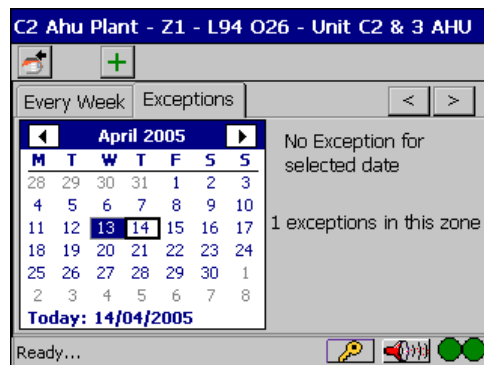 C2 Ahu Plant - Z1 - L94 O26 - Unit C2 & 3 AHU
Every Week Exceptions < >
April 2005
M T W T F S S
28 29 30 31 1 2 3
4 5 6 7 8 9 10
11 12 13 14 15 16 17
18 19 20 21 22 23 24
25 26 27 28 29 30 1
2 3 4 5 6 7 8
Today: 14/04/2005
No Exception for
selected date
1 exceptions in this zone
Ready...